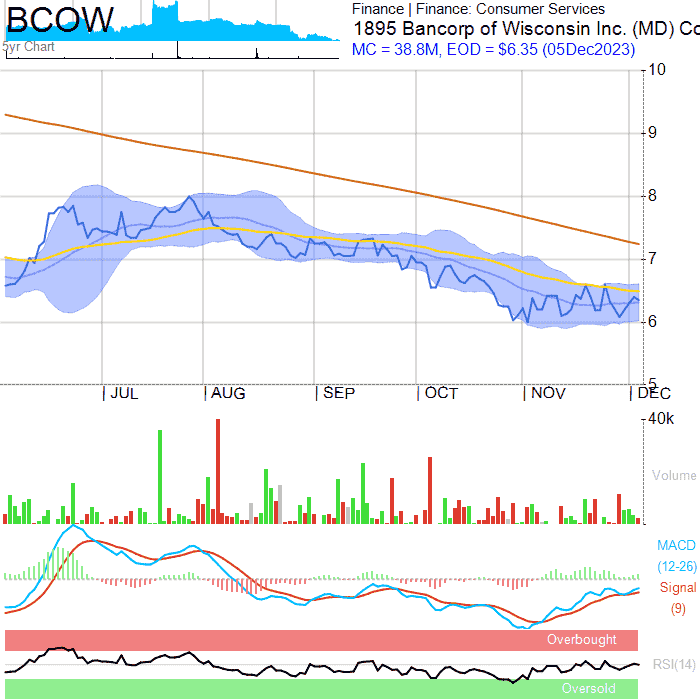 BCOW
5yr Chart
Finance | Finance: Consumer Services
1895 Bancorp of Wisconsin Inc. (MD) Co
MC = 38.8M, EOD = $6.35 (05Dec2023)
10
9
8
7
6
5
JUL AUG SEP OCT NOV DEC
40k
Volume
MACD
(12-26)
Signal
(9)
Overbought
RSI(14)
Oversold